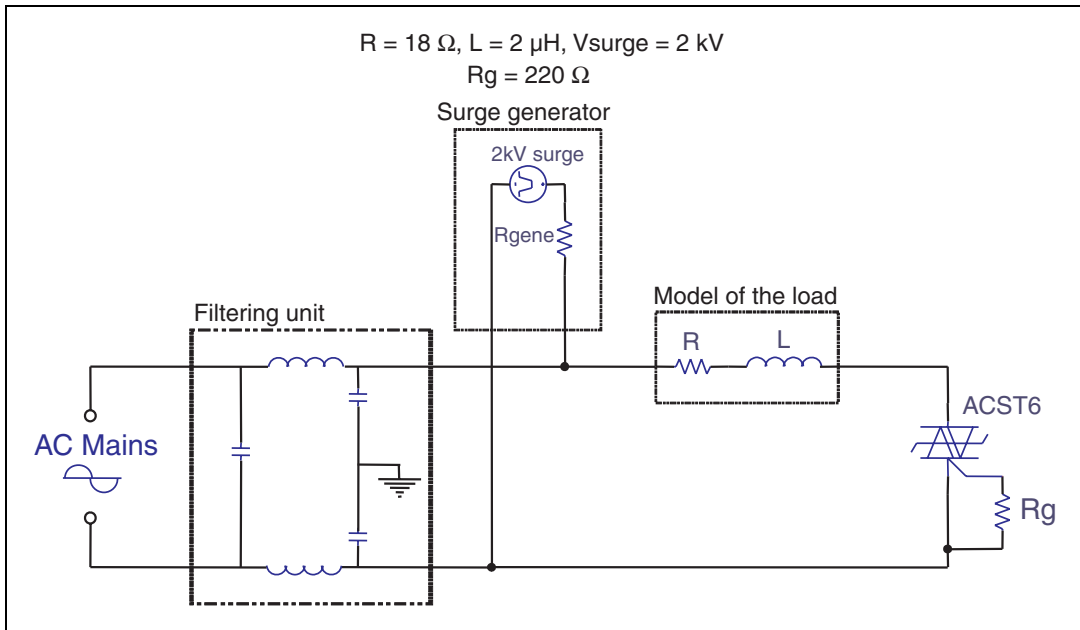 R = 18 Ω, L = 2 µH, Vsurge = 2 kV
Rg = 220 Ω
Surge generator
2kV surge
Rgene
Filtering unit
Model of the load
R
L
AC Mains
ACST6
Rg